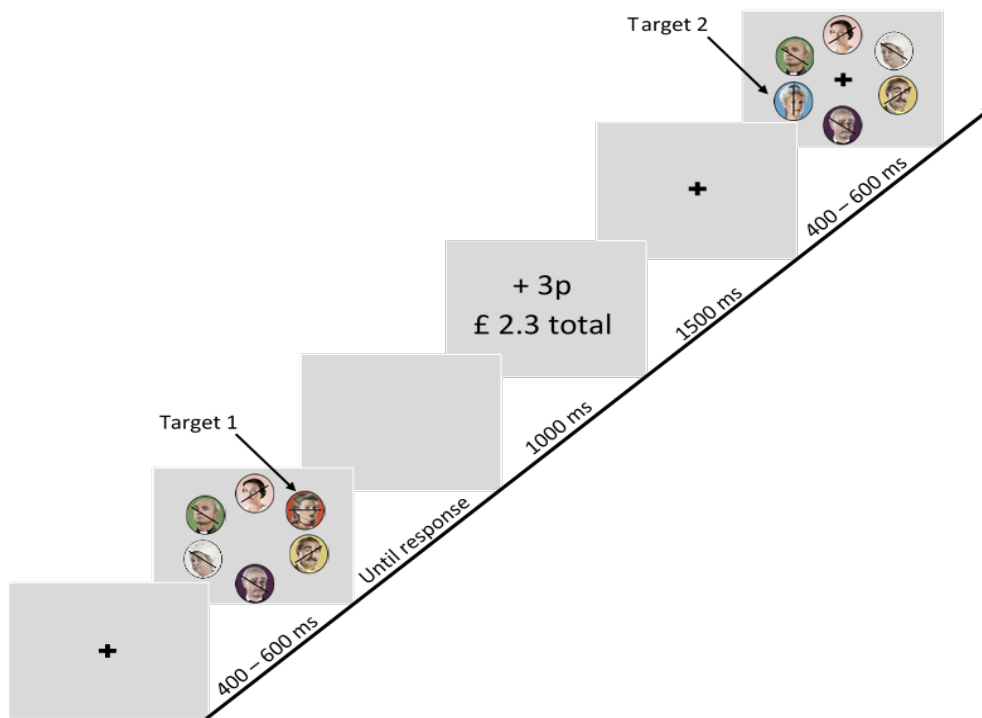 Target 2
+ 3p
£ 2.3 total
Target 1
400 – 600 ms
Until response
1000 ms
1500 ms
400 – 600 ms